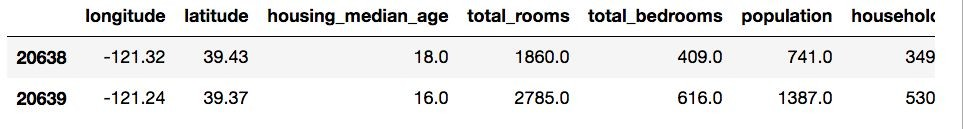 longitude latitude housing_median_age total_rooms total_bedrooms population househol
20638 -121.32 39.43 18.0 1860.0 409.0 741.0 349
20639 -121.24 39.37 16.0 2785.0 616.0 1387.0 530